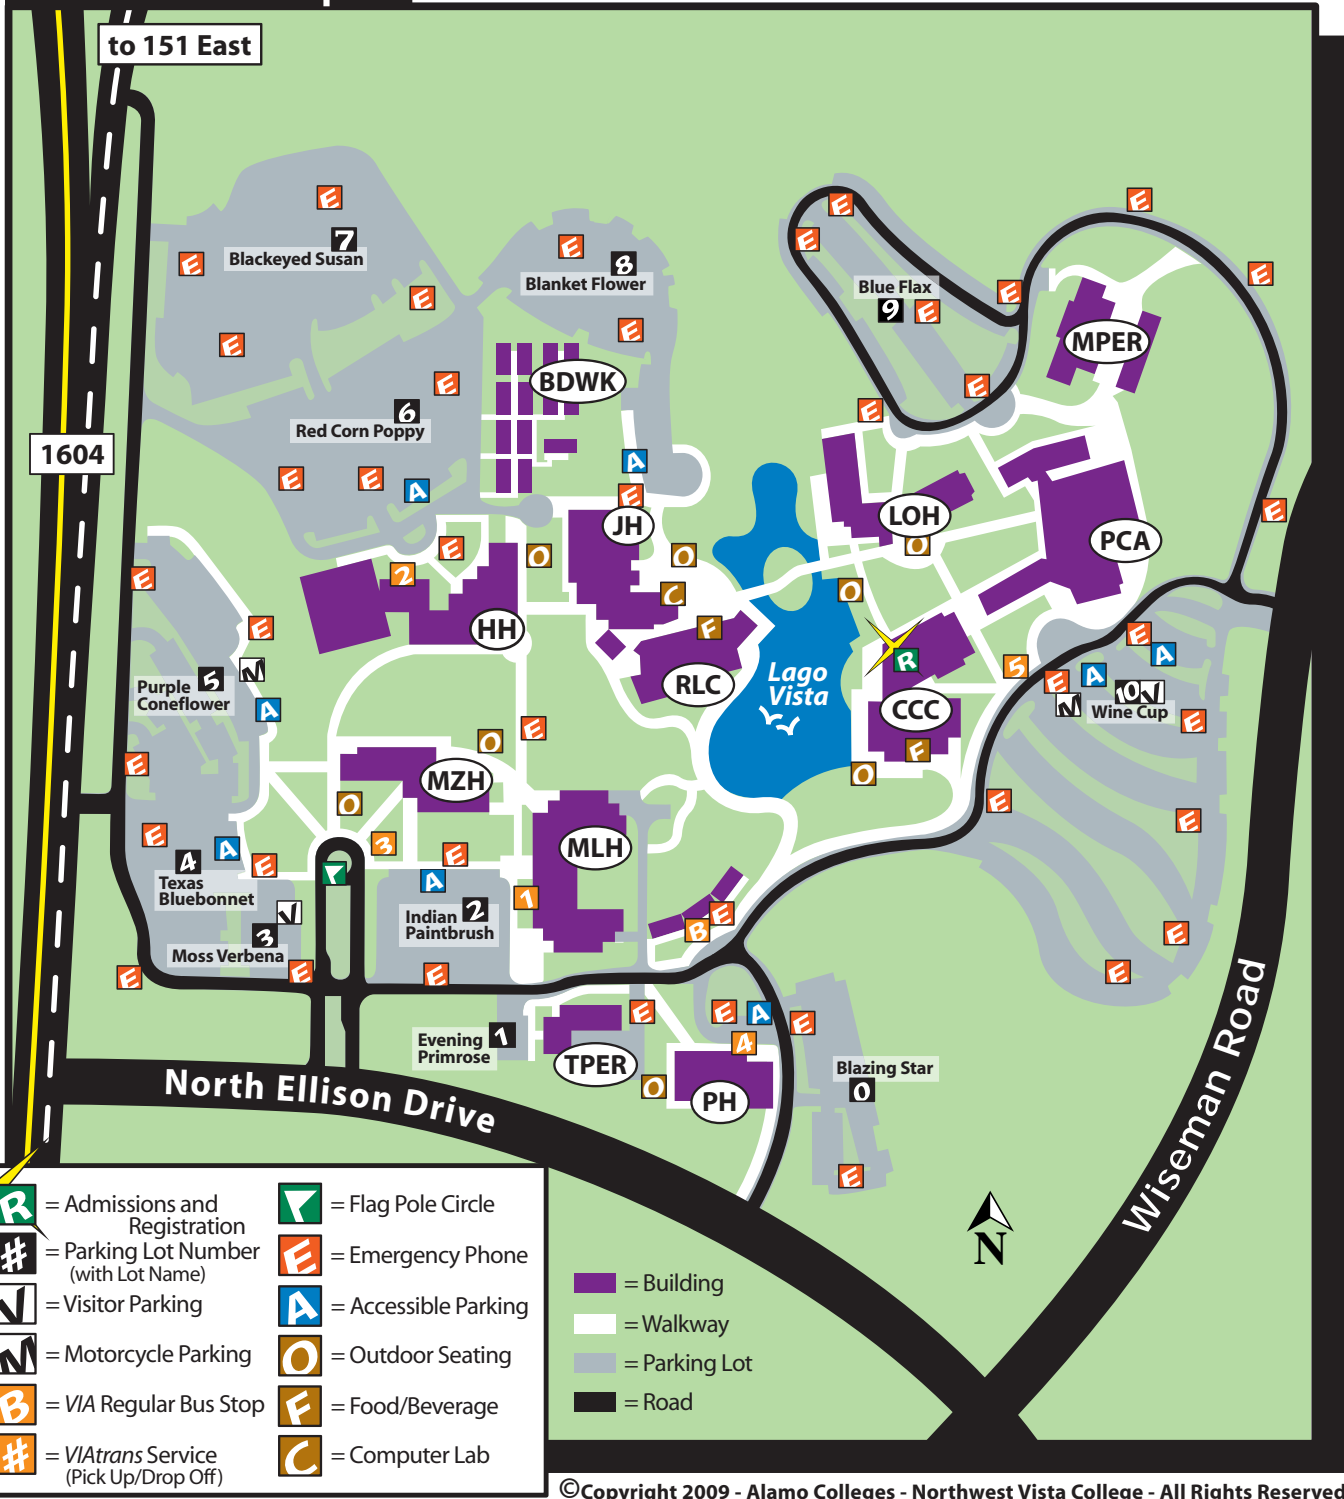 to 151 East
E
7
Blackeyed Susan
E
E
E
E
8
Blanket Flower
E
E
E
Blue Flax
9
E
E
E
E
E
E
MPER
BDWK
E
6
Red Corn Poppy
1604
E
E
A
A
E
JH
LOH
O
PCA
E
E
O
O
C
F
O
2
HH
RLC
Lago
Vista
R
CCC
F
O
5
E
A
E
A
M
10
V
Wine Cup
E
E
E
E
E
E
E
M
5
Purple
Coneflower
A
E
O
E
MZH
O
3
MLH
E
4
A
E
Texas
Bluebonnet
V
3
Moss Verbena
E
E
E
A
Indian
2
Paintbrush
1
E
B
E
Evening
1
Primrose
E
TPER
O
E
A
4
PH
E
Blazing Star
0
E
North Ellison Drive
Wiseman Road
N
R
= Admissions and
Registration
#
= Parking Lot Number
(with Lot Name)
V
= Visitor Parking
M
= Motorcycle Parking
B
= VIA Regular Bus Stop
#
= VIAtrans Service
(Pick Up/Drop Off)
= Flag Pole Circle
E
= Emergency Phone
A
= Accessible Parking
O
= Outdoor Seating
F
= Food/Beverage
C
= Computer Lab
= Building
= Walkway
= Parking Lot
= Road
©Copyright 2009 - Alamo Colleges - Northwest Vista College - All Rights Reserved